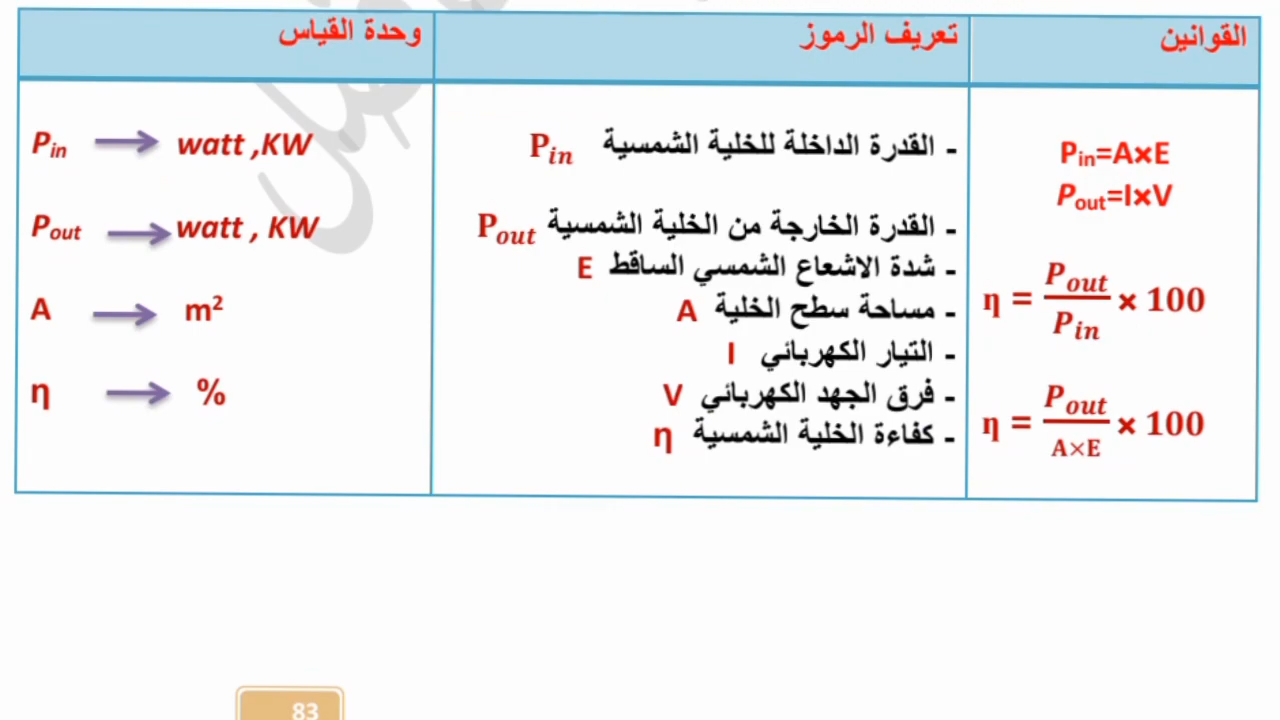 القوانين
تعريف الرموز
وحدة القياس
Pin=A×E
Pout=I×V
η = Pout / Pin × 100
η = Pout / A×E × 100
- القدرة الداخلة للخلية الشمسية Pin
- القدرة الخارجة من الخلية الشمسية Pout
- شدة الاشعاع الشمسي الساقط E
- مساحة سطح الخلية A
- التيار الكهربائي I
- فرق الجهد الكهربائي V
- كفاءة الخلية الشمسية η
Pin → watt ,KW
Pout → watt , KW
A → m²
η → %
83